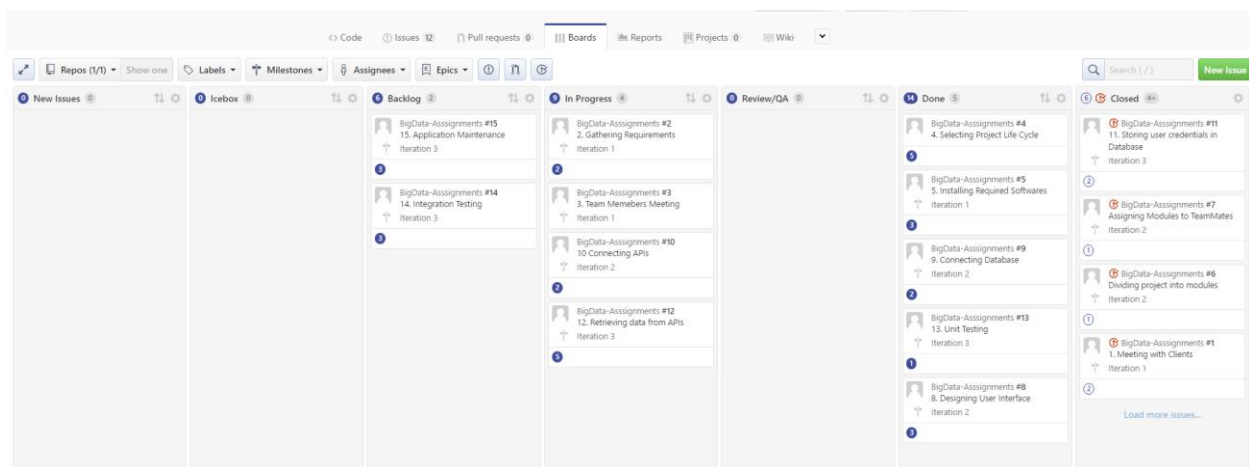 Code Issues 12 Pull requests 0 Boards Reports Projects 0 Wiki
Repos (1/1) Show one Labels Milestones Assignees Epics Search (/) New Issue
0 New Issues 0
0 Icebox 0
6 Backlog 2
BigData-Asssignments #15
15. Application Maintenance
Iteration 3
3
BigData-Asssignments #14
14. Integration Testing
Iteration 3
3
9 In Progress 4
BigData-Asssignments #2
2. Gathering Requirements
Iteration 1
2
BigData-Asssignments #3
3. Team Memebers Meeting
Iteration 1
BigData-Asssignments #10
10 Connecting APIs
Iteration 2
2
BigData-Asssignments #12
12. Retrieving data from APIs
Iteration 3
5
0 Review/QA 0
14 Done 5
BigData-Asssignments #4
4. Selecting Project Life Cycle
5
BigData-Asssignments #5
5. Installing Required Softwares
Iteration 1
3
BigData-Asssignments #9
9. Connecting Database
Iteration 2
2
BigData-Asssignments #13
13. Unit Testing
Iteration 3
1
BigData-Asssignments #8
8. Designing User Interface
Iteration 2
3
6 Closed 4+
BigData-Asssignments #11
11. Storing user credentials in
Database
Iteration 3
2
BigData-Asssignments #7
Assigning Modules to TeamMates
Iteration 2
1
BigData-Asssignments #6
Dividing project into modules
Iteration 2
1
BigData-Asssignments #1
1. Meeting with Clients
Iteration 1
2
Load more issues...